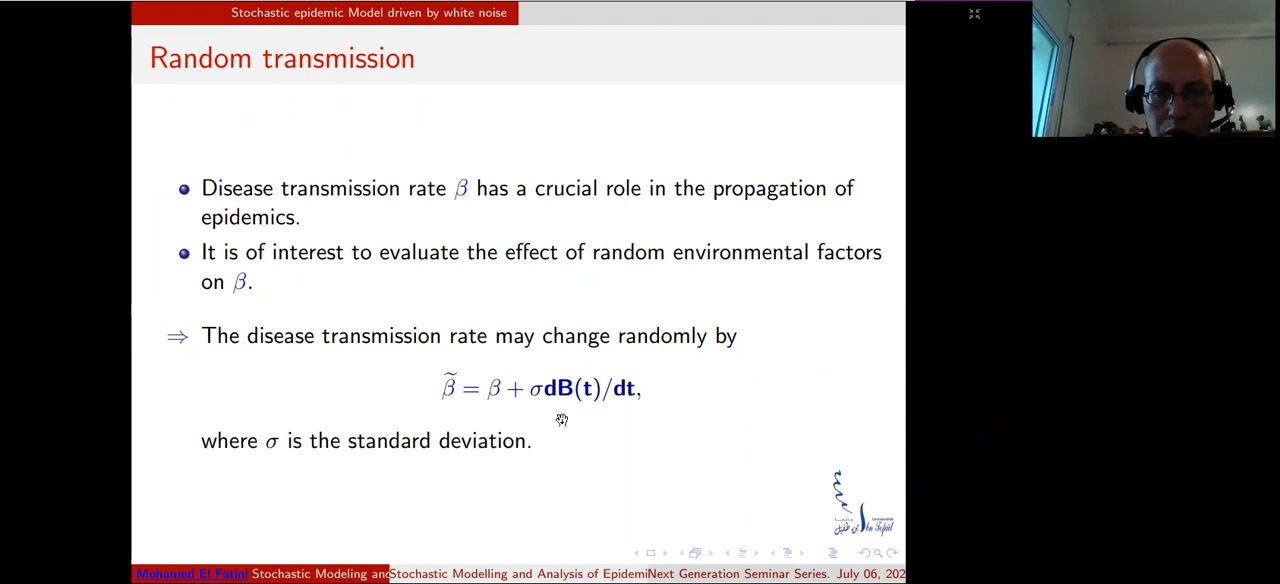 Stochastic epidemic Model driven by white noise
Random transmission
Disease transmission rate β has a crucial role in the propagation of
epidemics.
It is of interest to evaluate the effect of random environmental factors
on β.
⇒ The disease transmission rate may change randomly by
β̃ = β + σdB(t)/dt,
where σ is the standard deviation.
Université
Ibn Tofail
Mohamed El Fatini Stochastic Modeling and Stochastic Modelling and Analysis of Epidemi Next Generation Seminar Series. July 06, 202